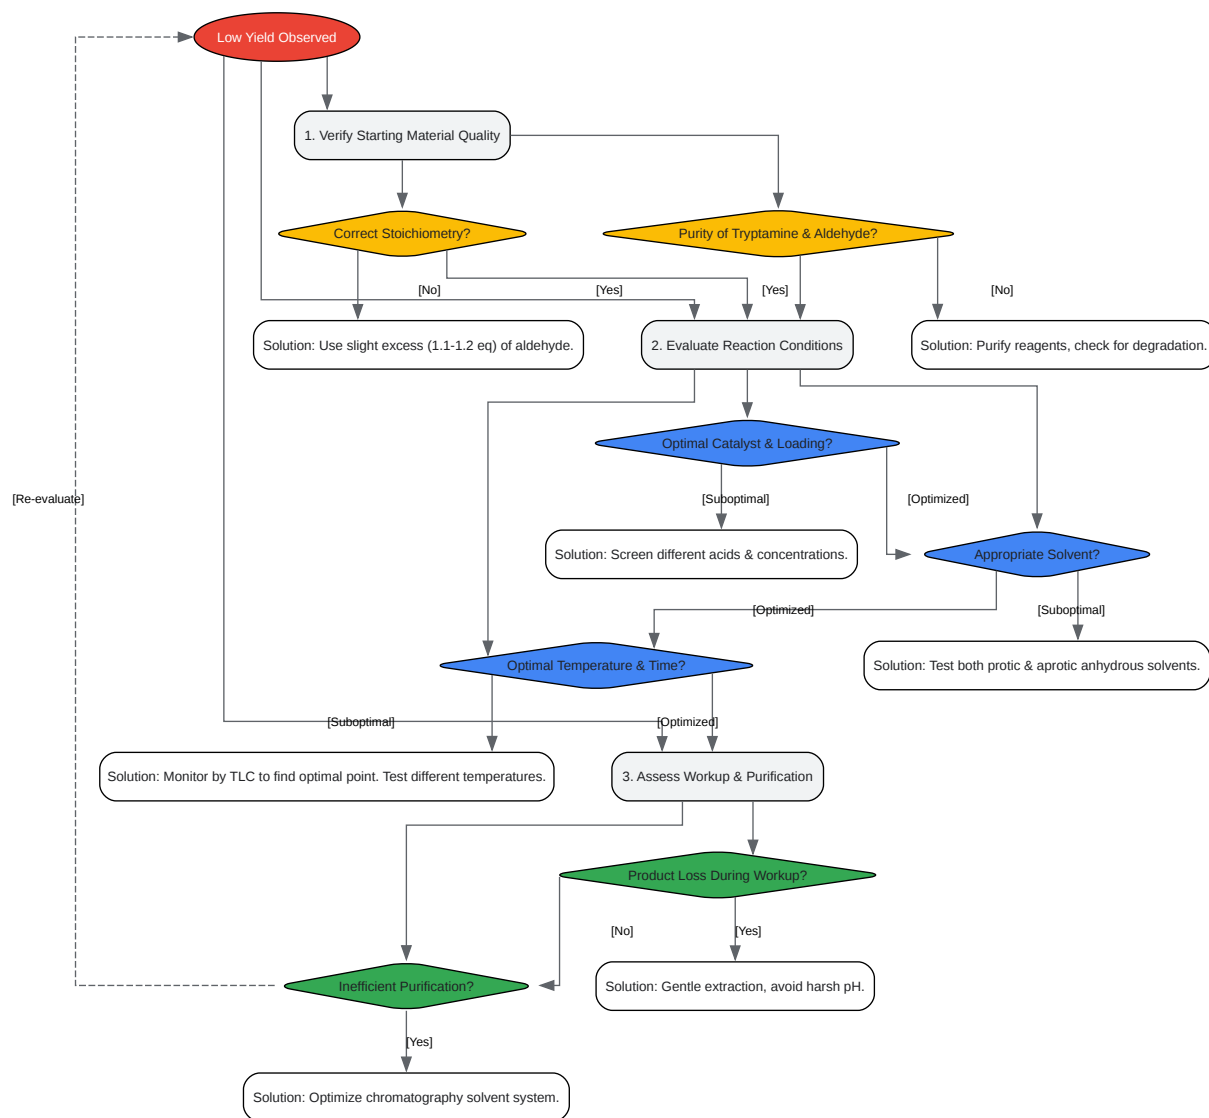 Low Yield Observed
1. Verify Starting Material Quality
Correct Stoichiometry?
Purity of Tryptamine & Aldehyde?
[No]
[Yes]
[Yes]
[No]
Solution: Use slight excess (1.1-1.2 eq) of aldehyde.
2. Evaluate Reaction Conditions
Solution: Purify reagents, check for degradation.
Optimal Catalyst & Loading?
[Re-evaluate]
[Suboptimal]
[Optimized]
Solution: Screen different acids & concentrations.
Appropriate Solvent?
[Optimized]
[Suboptimal]
Optimal Temperature & Time?
Solution: Test both protic & aprotic anhydrous solvents.
[Suboptimal]
[Optimized]
Solution: Monitor by TLC to find optimal point. Test different temperatures.
3. Assess Workup & Purification
Product Loss During Workup?
[No]
[Yes]
Inefficient Purification?
Solution: Gentle extraction, avoid harsh pH.
[Yes]
Solution: Optimize chromatography solvent system.